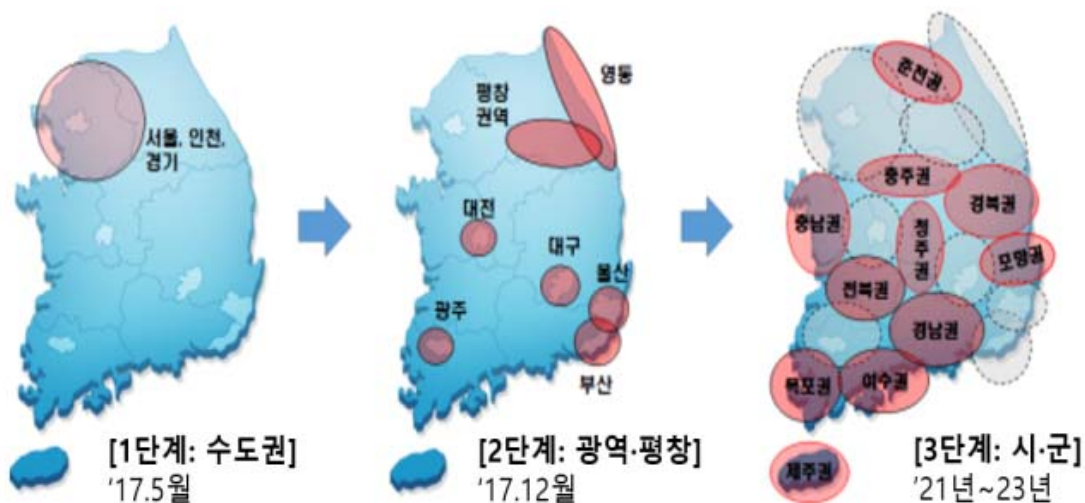 서울, 인천,
경기
[1단계: 수도권]
'17.5월
영동
평창
권역
대전
대구
울산
광주
부산
[2단계: 광역·평창]
'17.12월
춘천권
충주권
경북권
충남권
청
주
권
전북권
경남권
목포권
여수권
제주권
[3단계: 시·군]
'21년~23년